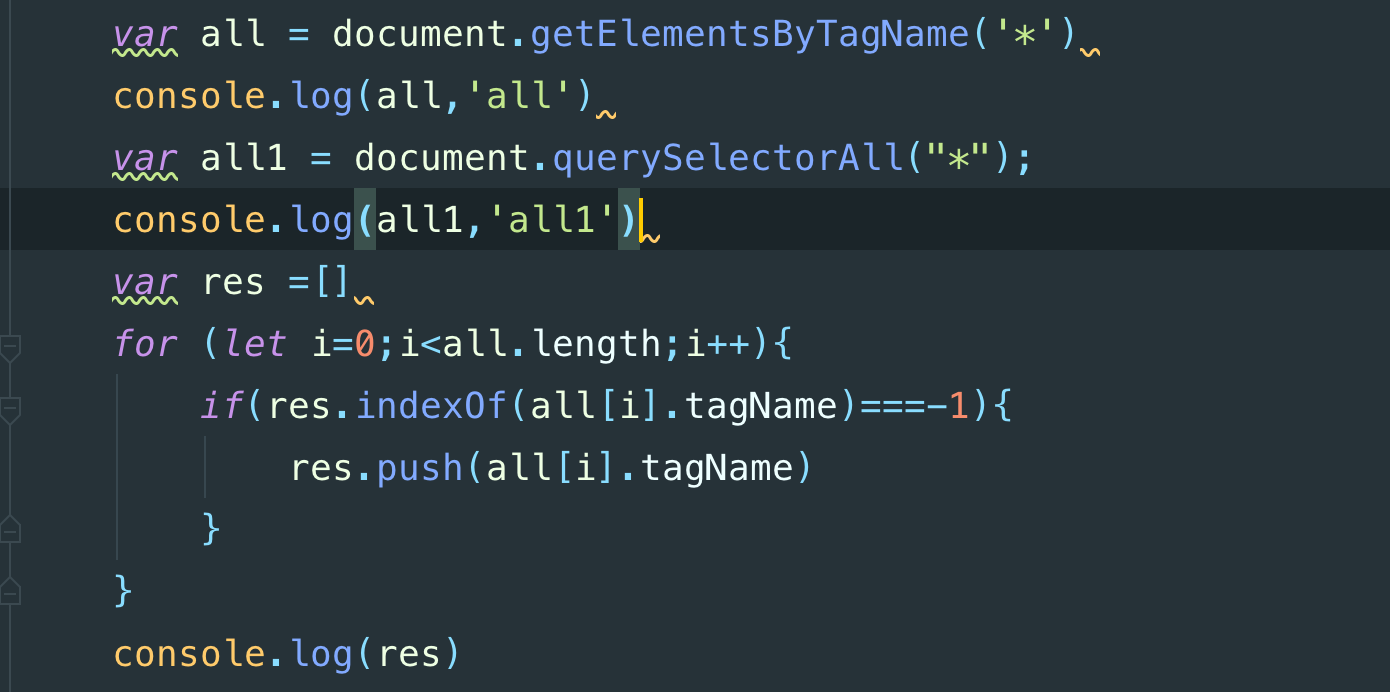 var all = document.getElementsByTagName('*')
console.log(all,'all')
var all1 = document.querySelectorAll("*");
console.log(all1,'all1')
var res =[]
for (let i=0;i<all.length;i++){
if(res.indexOf(all[i].tagName)===-1){
res.push(all[i].tagName)
}
}
console.log(res)